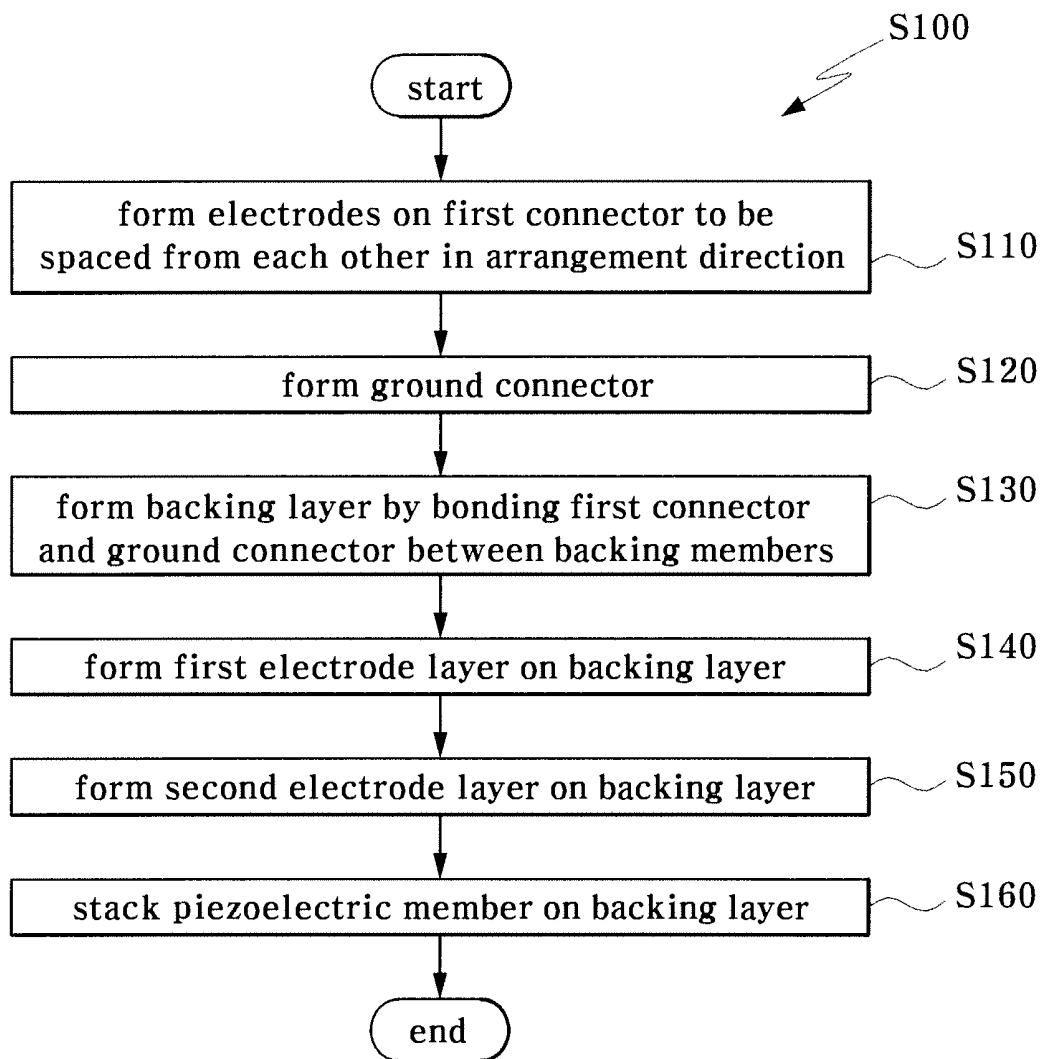 S100
start
form electrodes on first connector to be
spaced from each other in arrangement direction
S110
form ground connector
S120
form backing layer by bonding first connector
and ground connector between backing members
S130
form first electrode layer on backing layer
S140
form second electrode layer on backing layer
S150
stack piezoelectric member on backing layer
S160
end